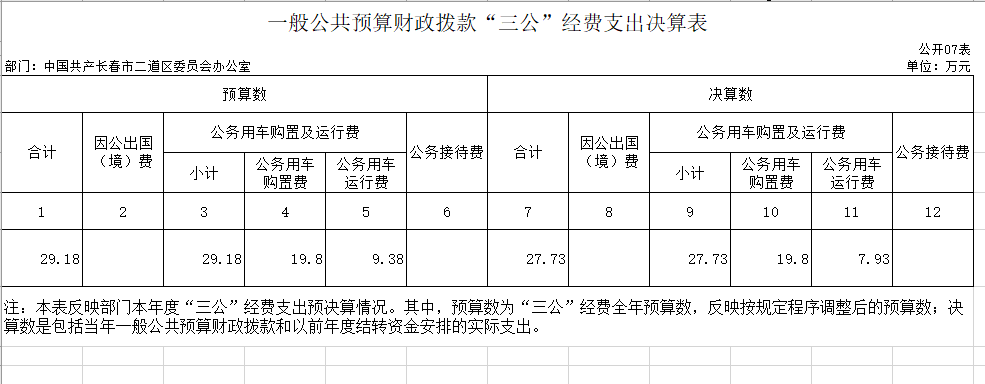 一般公共预算财政拨款“三公”经费支出决算表
公开07表
部门：中国共产长春市二道区委员会办公室 单位：万元
预算数 决算数
合计 因公出国（境）费 公务用车购置及运行费 公务接待费 合计 因公出国（境）费 公务用车购置及运行费 公务接待费
小计 公务用车购置费 公务用车运行费 小计 公务用车购置费 公务用车运行费
1 2 3 4 5 6 7 8 9 10 11 12
29.18 29.18 19.8 9.38 27.73 27.73 19.8 7.93
注：本表反映部门本年度“三公”经费支出预决算情况。其中，预算数为“三公”经费全年预算数，反映按规定程序调整后的预算数；决
算数是包括当年一般公共预算财政拨款和以前年度结转资金安排的实际支出。